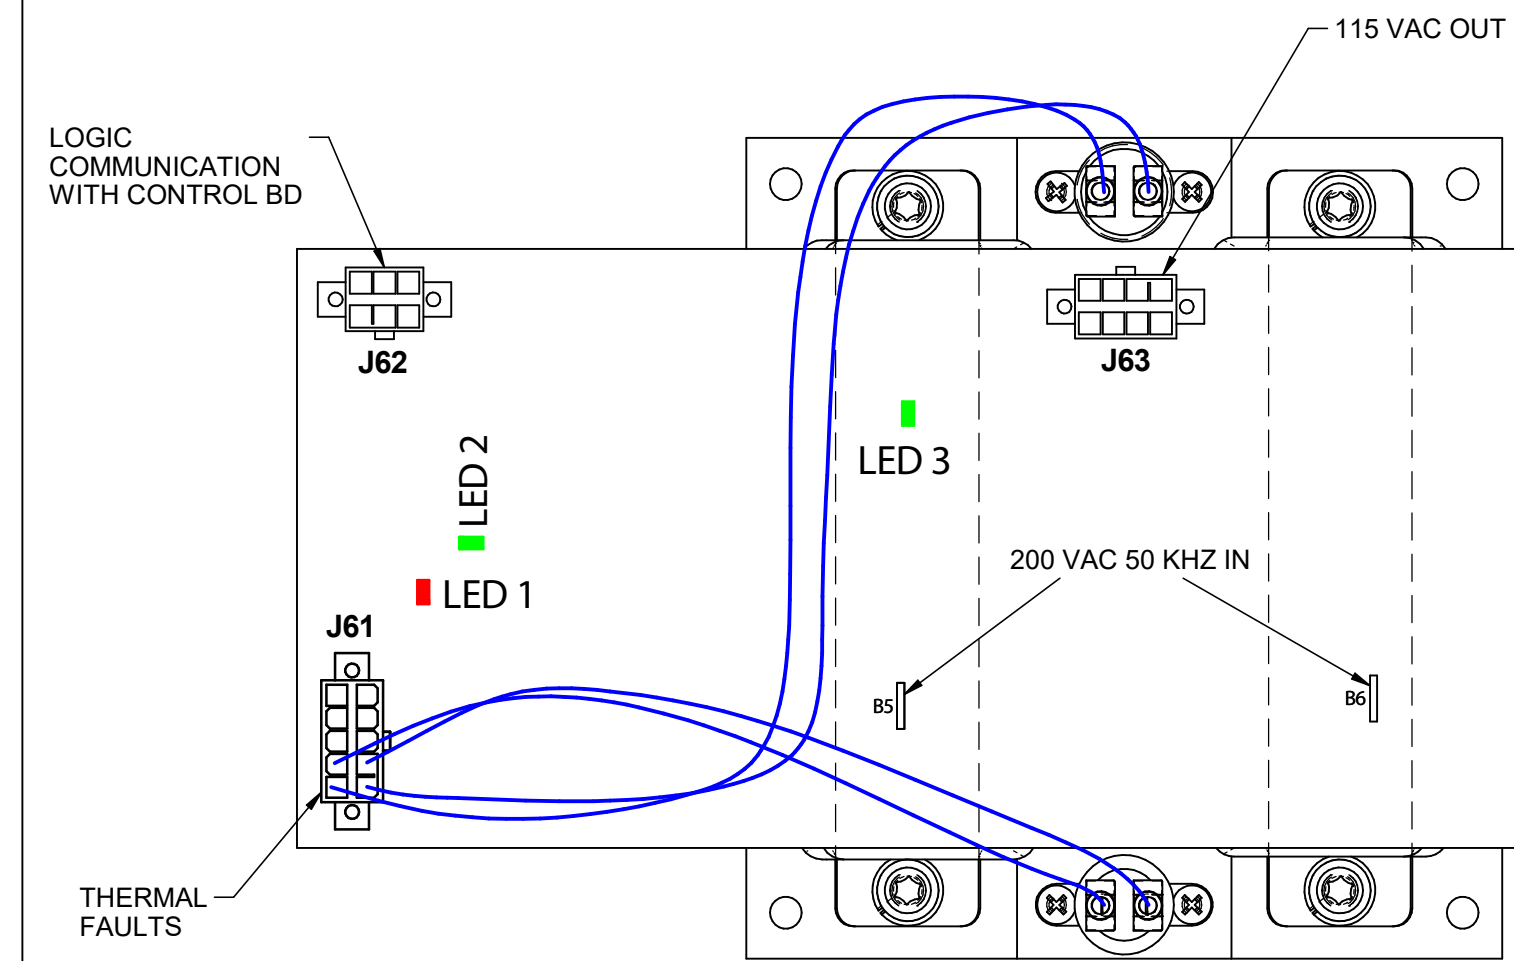 115 VAC OUT
LOGIC
COMMUNICATION
WITH CONTROL BD
J62
J63
LED 2
LED 3
200 VAC 50 KHZ IN
LED 1
J61
B5
B6
THERMAL
FAULTS